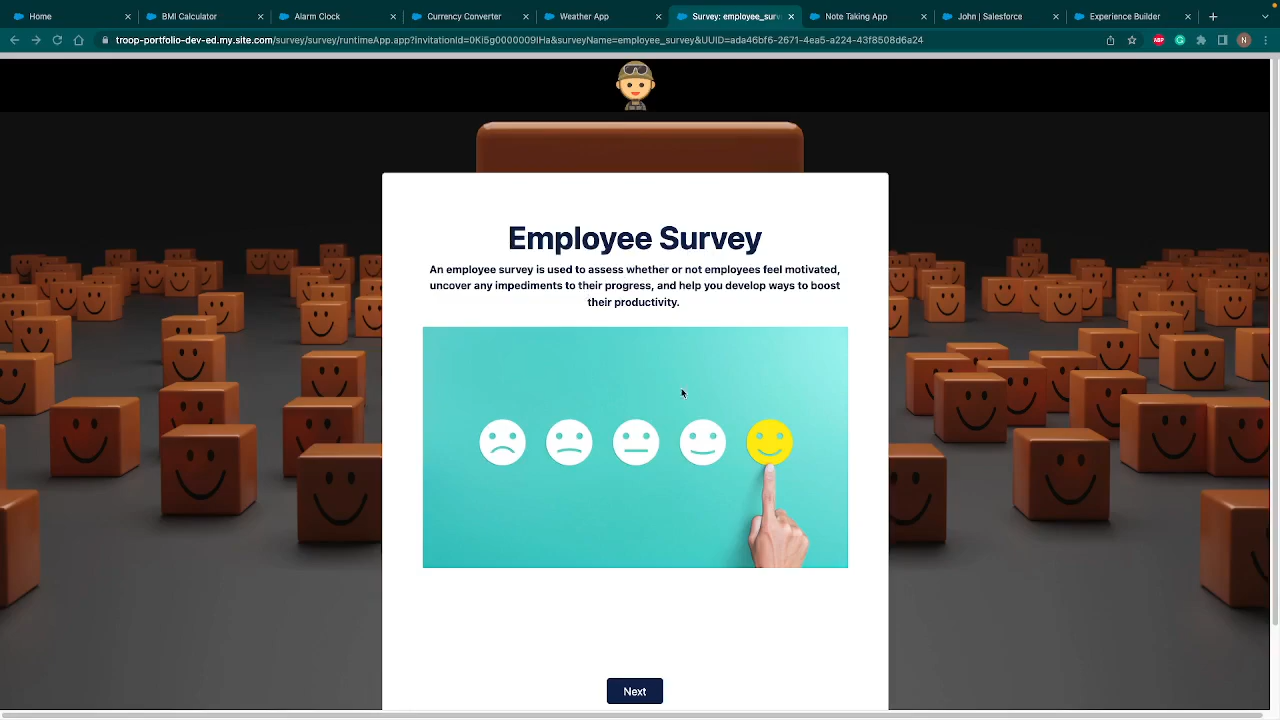 Home
BMI Calculator
Alarm Clock
Currency Converter
Weather App
Survey: employee_surv
Note Taking App
John | Salesforce
Experience Builder
troop-portfolio-dev-ed.my.site.com/survey/survey/runtimeApp.app?invitationId=0Ki5g0000009IHa&surveyName=employee_survey&UUID=ada46bf6-2671-4ea5-a224-43f8508d6a24
ABP
N
Employee Survey
An employee survey is used to assess whether or not employees feel motivated,
uncover any impediments to their progress, and help you develop ways to boost
their productivity.
Next